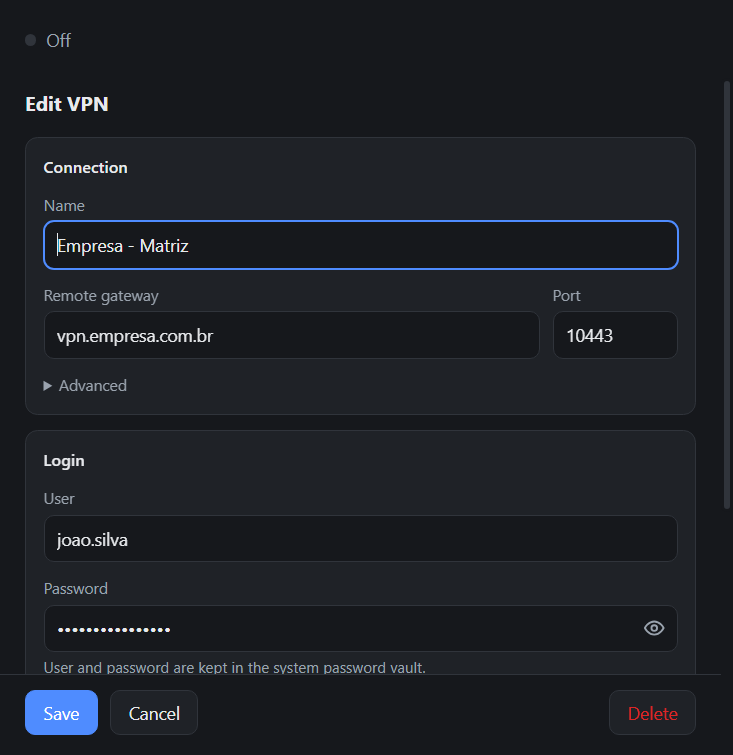 Off
Edit VPN
Connection
Name
Empresa - Matriz
Remote gateway
Port
vpn.empresa.com.br
10443
Advanced
Login
User
joao.silva
Password
••••••••••••••••
User and password are kept in the system password vault.
Save
Cancel
Delete